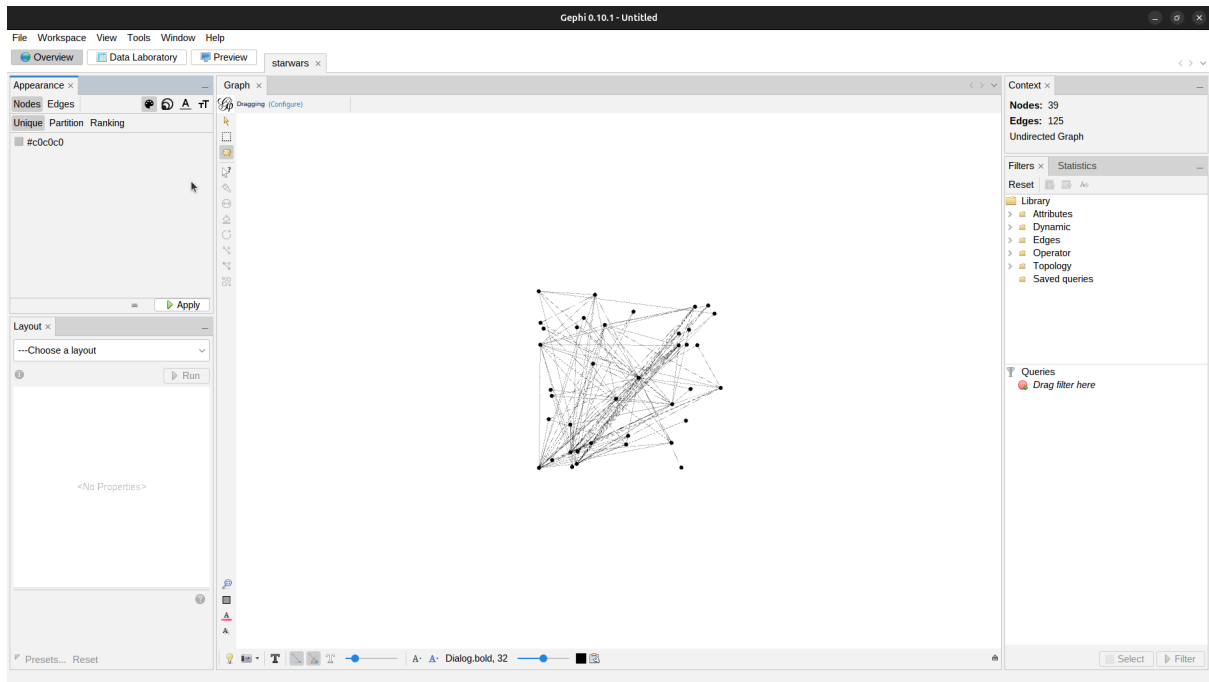 Gephi 0.10.1 - Untitled
File Workspace View Tools Window Help
Overview Data Laboratory Preview starwars ×
Appearance ×
Nodes Edges
Unique Partition Ranking
#c0c0c0
Apply
Layout ×
---Choose a layout
Run
<No Properties>
Presets... Reset
Graph ×
Dragging (Configure)
Dialog.bold, 32
Context ×
Nodes: 39
Edges: 125
Undirected Graph
Filters × Statistics
Reset
Library
Attributes
Dynamic
Edges
Operator
Topology
Saved queries
Queries
Drag filter here
Select Filter